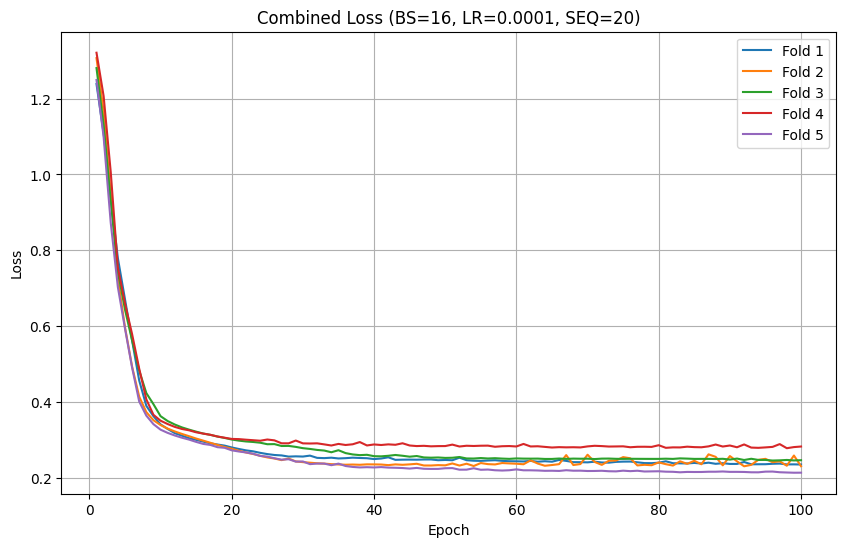 Combined Loss (BS=16, LR=0.0001, SEQ=20)
Fold 1
Fold 2
Fold 3
Fold 4
Fold 5
Loss
1.2
1.0
0.8
0.6
0.4
0.2
0
20
40
60
80
100
Epoch